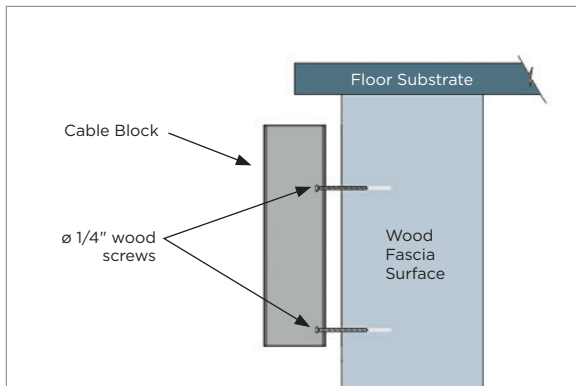 Floor Substrate
Cable Block
ø 1/4" wood
screws
Wood
Fascia
Surface